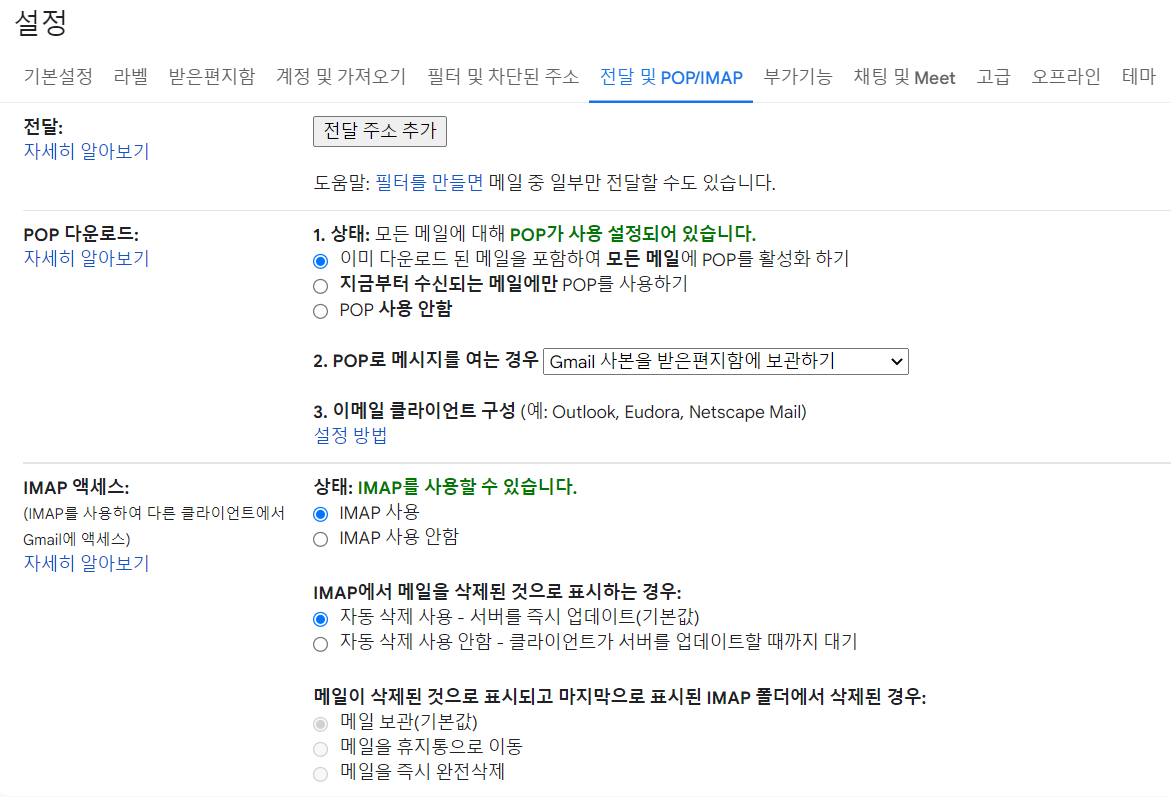 설정
기본설정 라벨 받은편지함 계정 및 가져오기 필터 및 차단된 주소 전달 및 POP/IMAP 부가기능 채팅 및 Meet 고급 오프라인 테마
전달:
자세히 알아보기
전달 주소 추가
도움말: 필터를 만들면 메일 중 일부만 전달할 수도 있습니다.
POP 다운로드:
자세히 알아보기
1. 상태: 모든 메일에 대해 POP가 사용 설정되어 있습니다.
이미 다운로드 된 메일을 포함하여 모든 메일에 POP를 활성화 하기
지금부터 수신되는 메일에만 POP를 사용하기
POP 사용 안함
2. POP로 메시지를 여는 경우 Gmail 사본을 받은편지함에 보관하기
3. 이메일 클라이언트 구성 (예: Outlook, Eudora, Netscape Mail)
설정 방법
IMAP 액세스:
(IMAP를 사용하여 다른 클라이언트에서
Gmail에 액세스)
자세히 알아보기
상태: IMAP를 사용할 수 있습니다.
IMAP 사용
IMAP 사용 안함
IMAP에서 메일을 삭제된 것으로 표시하는 경우:
자동 삭제 사용 - 서버를 즉시 업데이트(기본값)
자동 삭제 사용 안함 - 클라이언트가 서버를 업데이트할 때까지 대기
메일이 삭제된 것으로 표시되고 마지막으로 표시된 IMAP 폴더에서 삭제된 경우:
메일 보관(기본값)
메일을 휴지통으로 이동
메일을 즉시 완전삭제